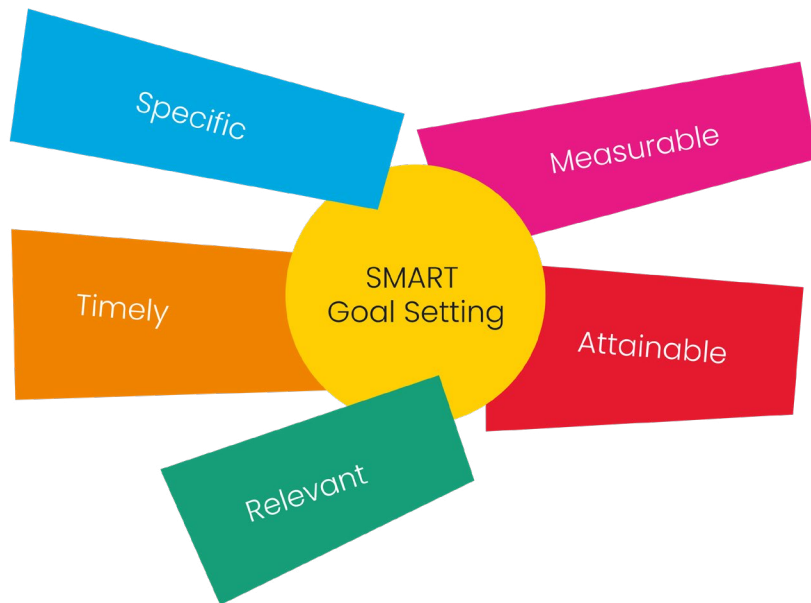 Specific
Measurable
SMART
Goal Setting
Timely
Attainable
Relevant